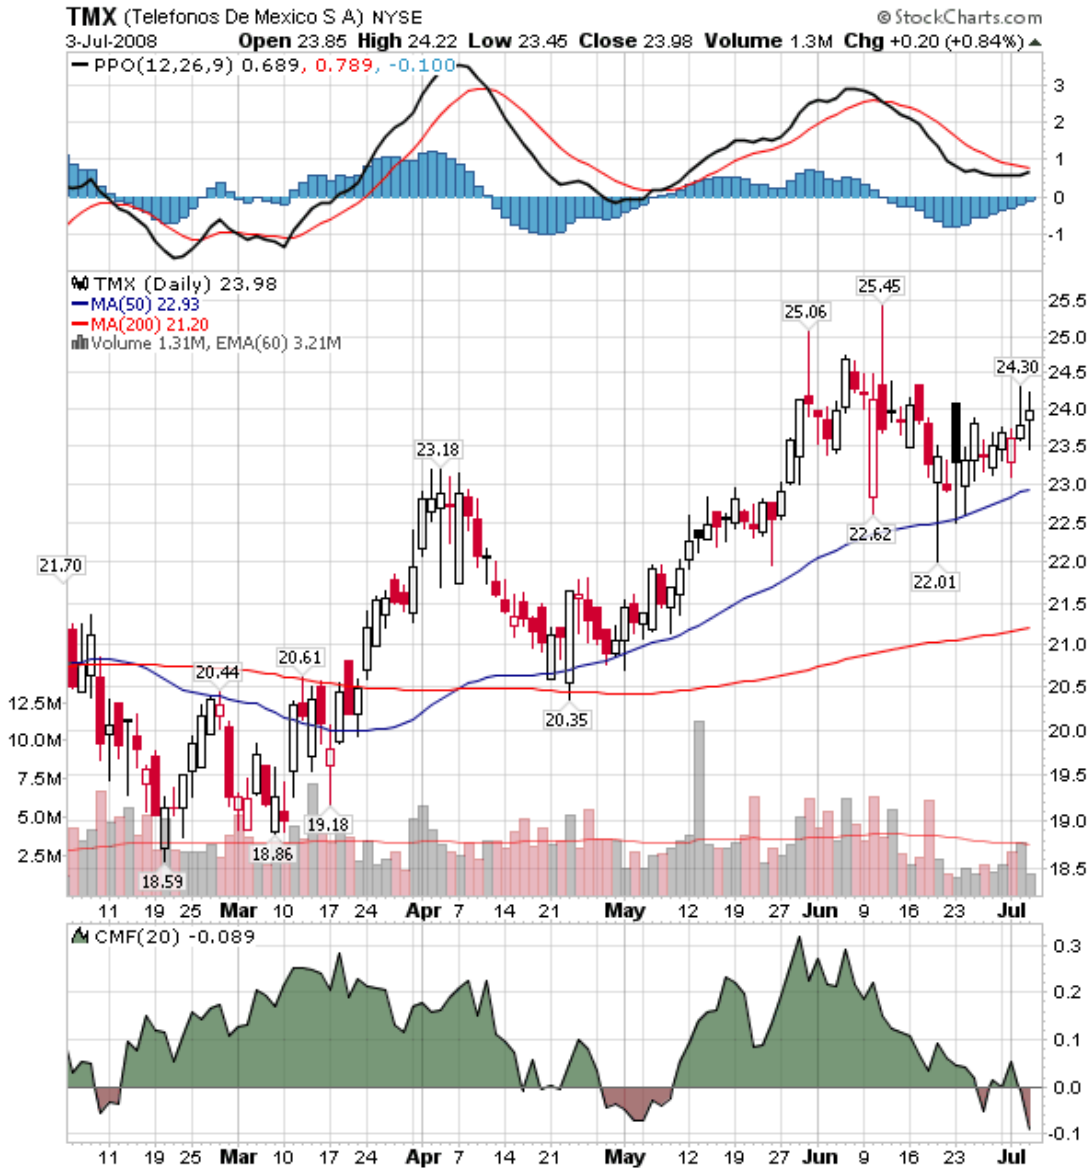 TMX (Telefonos De Mexico S A) NYSE © StockCharts.com
3-Jul-2008 Open 23.85 High 24.22 Low 23.45 Close 23.98 Volume 1.3M Chg +0.20 (+0.84%)
PPO(12,26,9) 0.689, 0.789, -0.100
3
2
1
0
-1
TMX (Daily) 23.98
MA(50) 22.93
MA(200) 21.20
Volume 1.31M, EMA(60) 3.21M
25.45
25.5
25.06
25.0
24.5
24.30
24.0
23.5
23.18
23.0
22.5
22.62
22.0
22.01
21.70
21.5
21.0
20.61
20.44
20.5
20.35
12.5M
20.0
10.0M
19.5
7.5M
5.0M
19.0
19.18
18.86
2.5M
18.5
18.59
11 19 25 Mar 10 17 24 Apr 7 14 21 May 12 19 27 Jun 9 16 23 Jul
CMF(20) -0.089
0.3
0.2
0.1
0.0
-0.1
11 19 25 Mar 10 17 24 Apr 7 14 21 May 12 19 27 Jun 9 16 23 Jul